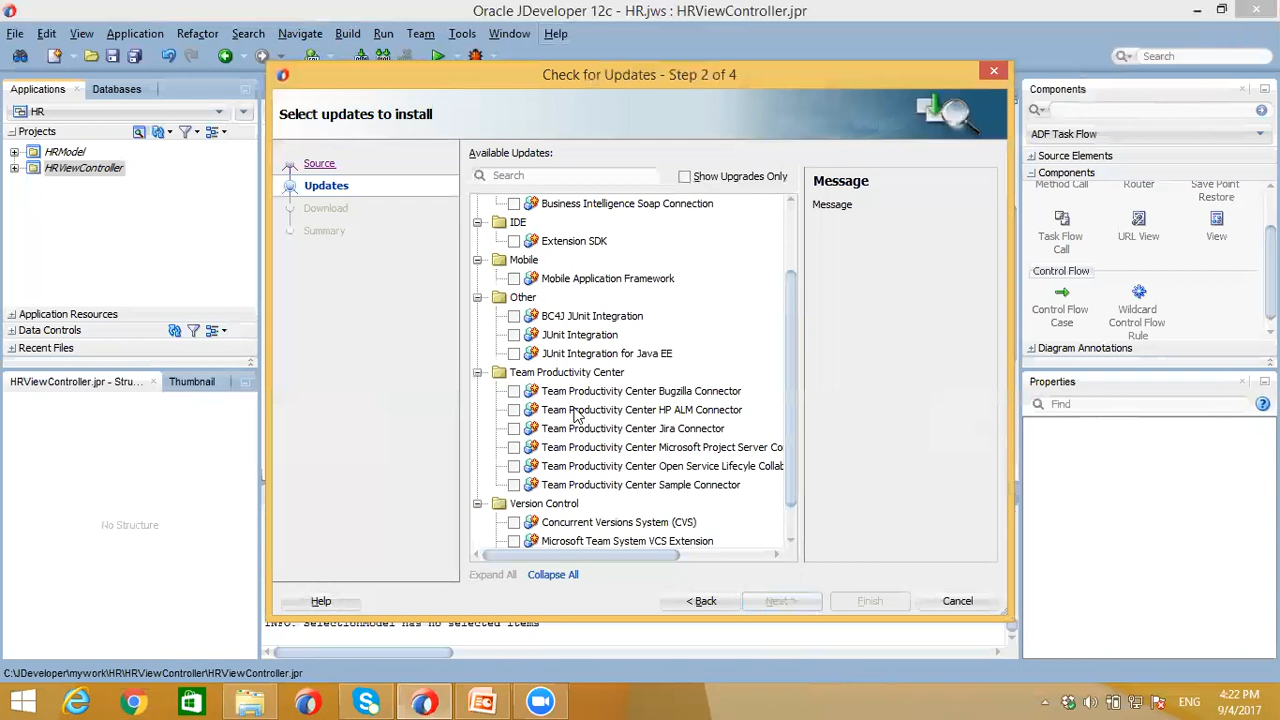 Oracle JDeveloper 12c - HR.jws : HRViewController.jpr
File Edit View Application Refactor Search Navigate Build Run Team Tools Window Help
Search
Applications
Databases
HR
Projects
HRModel
HRViewController
Application Resources
Data Controls
Recent Files
HRViewController.jpr - Stru...
Thumbnail
No Structure
Check for Updates - Step 2 of 4
Select updates to install
Source
Updates
Download
Summary
Available Updates:
Search
Show Upgrades Only
Business Intelligence Soap Connection
IDE
Extension SDK
Mobile
Mobile Application Framework
Other
BC4J JUnit Integration
JUnit Integration
JUnit Integration for Java EE
Team Productivity Center
Team Productivity Center Bugzilla Connector
Team Productivity Center HP ALM Connector
Team Productivity Center Jira Connector
Team Productivity Center Microsoft Project Server Co
Team Productivity Center Open Service Lifecyle Collab
Team Productivity Center Sample Connector
Version Control
Concurrent Versions System (CVS)
Microsoft Team System VCS Extension
Expand All
Collapse All
Message
Message
Help
< Back
Next >
Finish
Cancel
INFO: SelectionModel has no selected items
Components
ADF Task Flow
Source Elements
Components
Method Call
Router
Save Point
Restore
Task Flow
Call
URL View
View
Control Flow
Control Flow
Case
Wildcard
Control Flow
Rule
Diagram Annotations
Properties
Find
C:\JDeveloper\mywork\HR\HRViewController\HRViewController.jpr
ENG
4:22 PM
9/4/2017